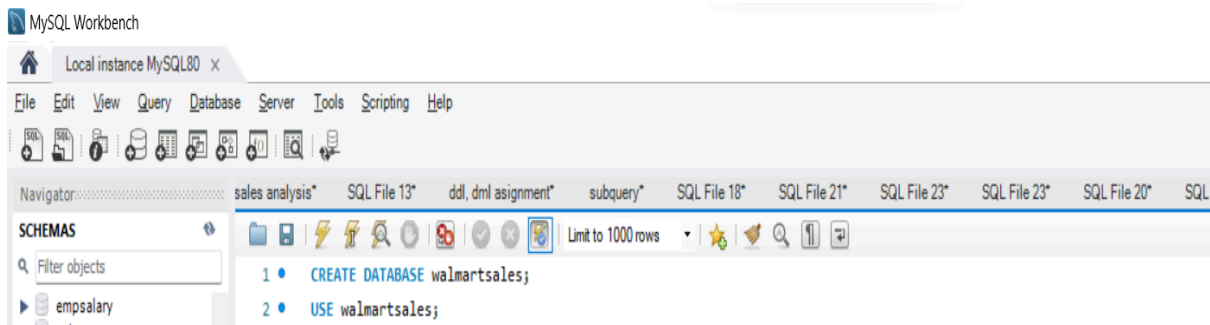 MySQL Workbench
Local instance MySQL80 ×
File Edit View Query Database Server Tools Scripting Help
Navigator sales analysis* SQL File 13* ddl, dml asignment* subquery* SQL File 18* SQL File 21* SQL File 23* SQL File 23* SQL File 20* SQL
SCHEMAS Limit to 1000 rows
Filter objects
1 CREATE DATABASE walmartsales;
empsalary
2 USE walmartsales;